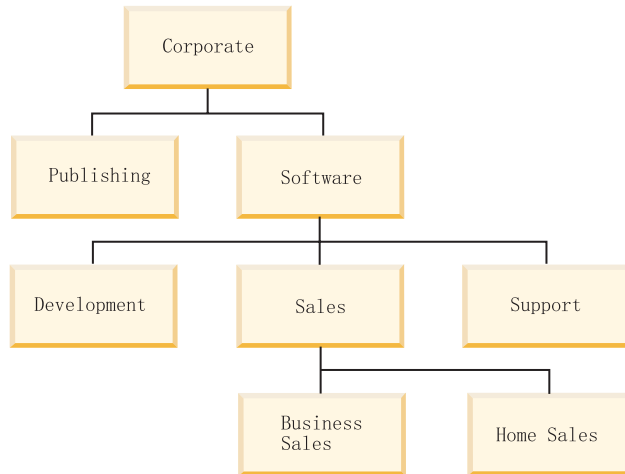 Corporate
Publishing
Software
Development
Sales
Support
Business
Sales
Home Sales